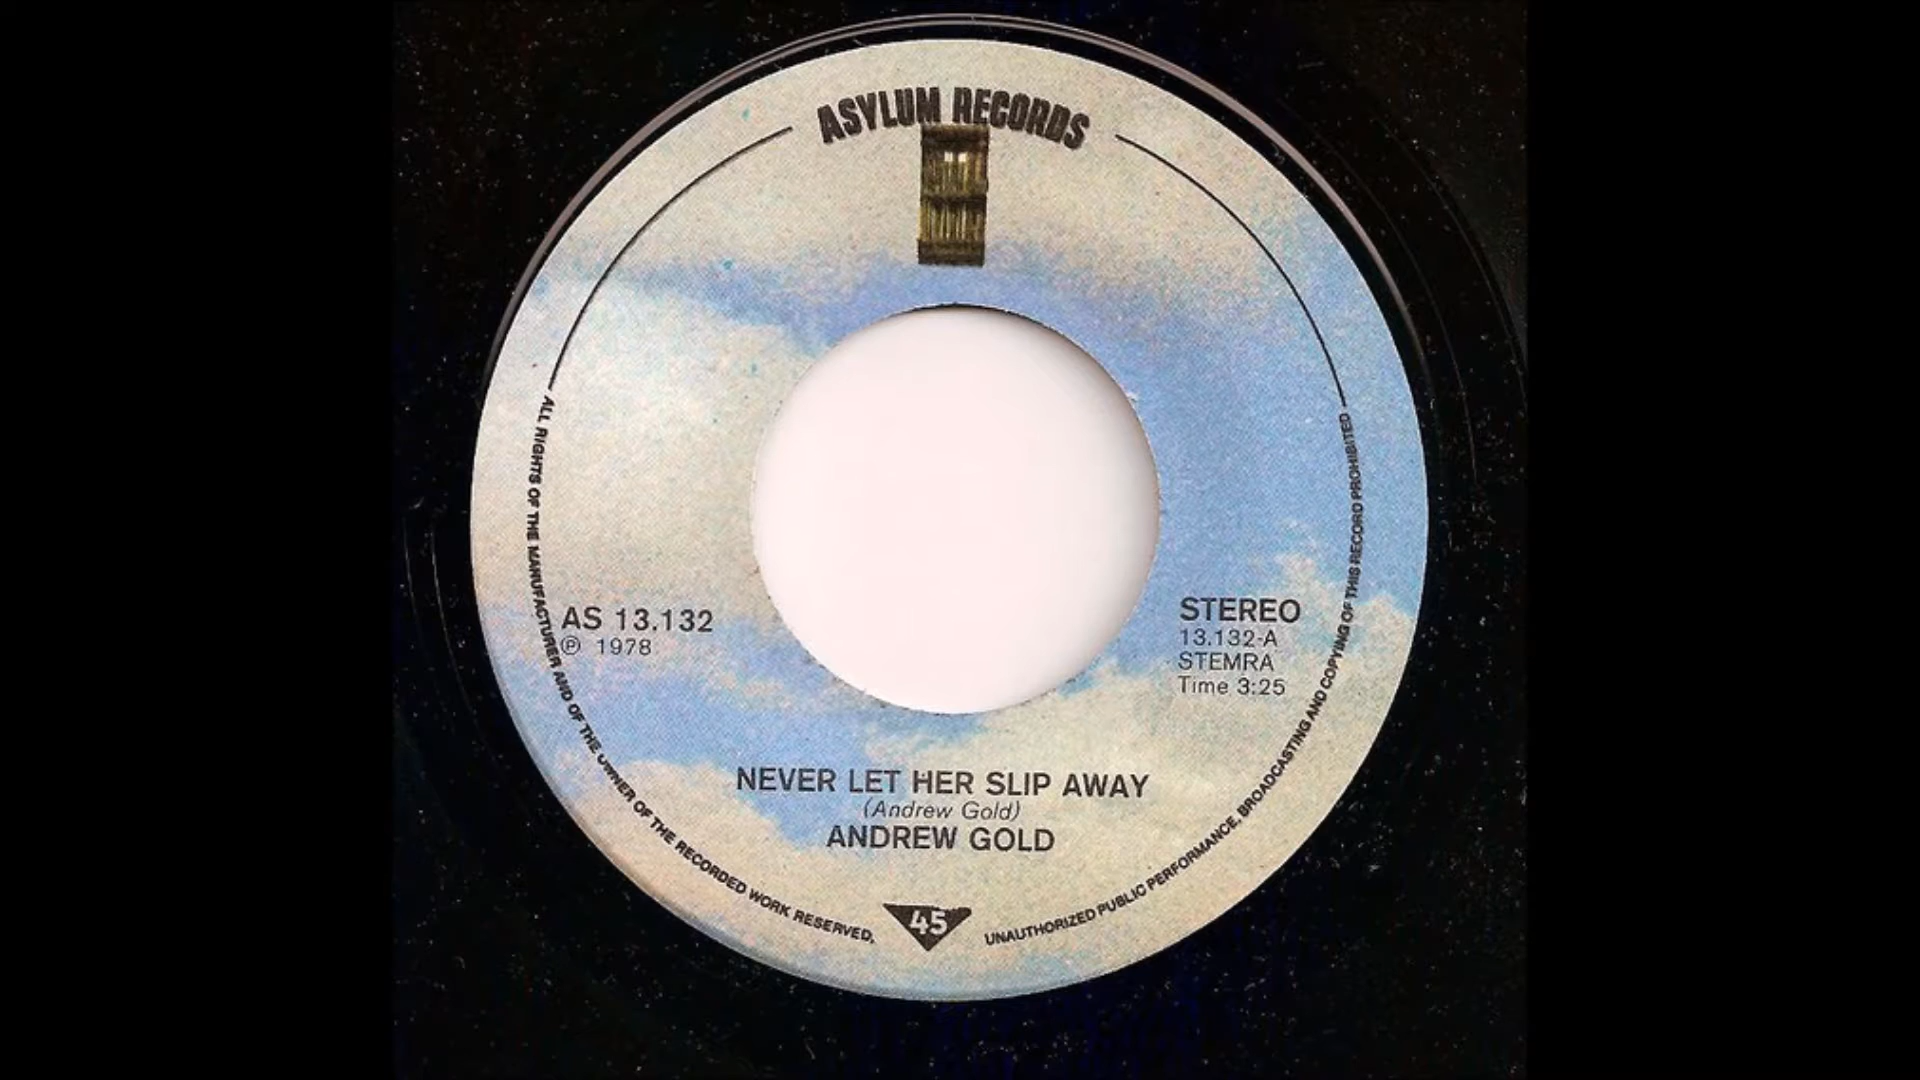 ASYLUM RECORDS
AS 13.132
℗ 1978
STEREO
13.132-A
STEMRA
Time 3:25
NEVER LET HER SLIP AWAY
(Andrew Gold)
ANDREW GOLD
45
ALL RIGHTS OF THE MANUFACTURER AND OF THE OWNER OF THE RECORDED WORK RESERVED,
UNAUTHORIZED PUBLIC PERFORMANCE, BROADCASTING AND COPYING OF THIS RECORD PROHIBITED